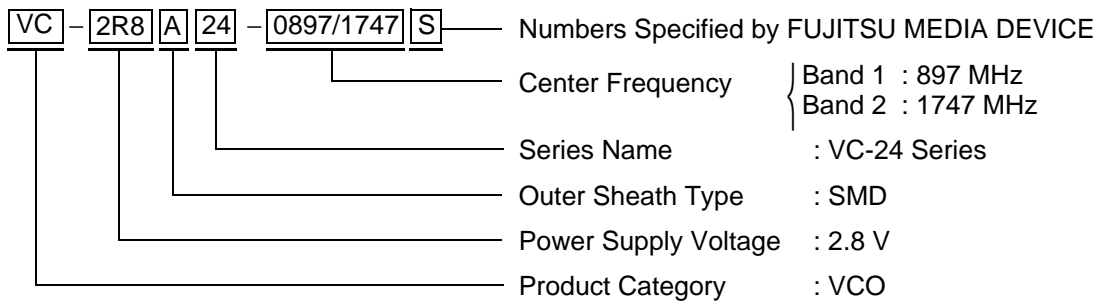 VC – 2R8 A 24 – 0897/1747 S Numbers Specified by FUJITSU MEDIA DEVICE
Center Frequency Band 1 : 897 MHz
Band 2 : 1747 MHz
Series Name : VC-24 Series
Outer Sheath Type : SMD
Power Supply Voltage : 2.8 V
Product Category : VCO